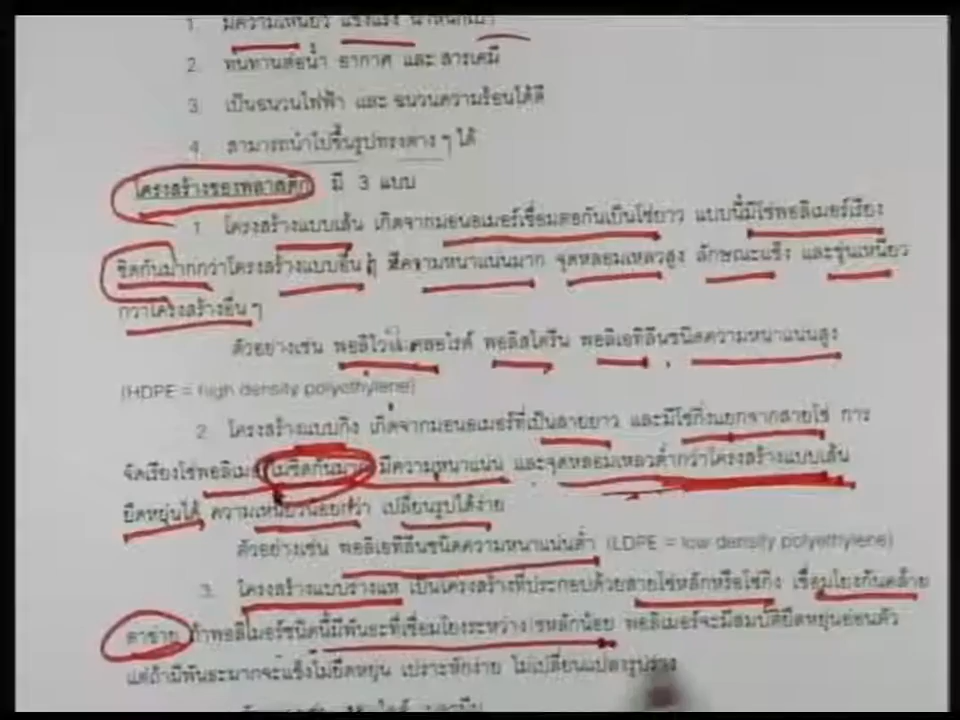 1. มีความเหนียว แข็งแรง น้ำหนักเบา
2. ทนทานต่อน้ำ อากาศ และ สารเคมี
3. เป็นฉนวนไฟฟ้า และ ฉนวนความร้อนได้ดี
4. สามารถนำไปขึ้นรูปทรงต่าง ๆ ได้
โครงสร้างของพลาสติก มี 3 แบบ
1. โครงสร้างแบบเส้น เกิดจากมอนอเมอร์เชื่อมต่อกันเป็นโซ่ยาว แบบนี้มีโซ่พอลิเมอร์เรียง
ชิดกันมากกว่าโครงสร้างแบบอื่น ๆ มีความหนาแน่นมาก จุดหลอมเหลวสูง ลักษณะแข็ง และขุ่นเหนียว
กว่าโครงสร้างอื่น ๆ
ตัวอย่างเช่น พอลิไวนิลคลอไรด์ พอลิสไตรีน พอลิเอทิลีนชนิดความหนาแน่นสูง
(HDPE = high density polyethylene)
2. โครงสร้างแบบกิ่ง เกิดจากมอนอเมอร์ที่เป็นสายยาว และมีโซ่กิ่งแยกจากสายโซ่ การ
จัดเรียงโซ่พอลิเมอร์ไม่ชิดกันมาก มีความหนาแน่น และจุดหลอมเหลวต่ำกว่าโครงสร้างแบบเส้น
ยืดหยุ่นได้ ความเหนียวน้อยกว่า เปลี่ยนรูปได้ง่าย
ตัวอย่างเช่น พอลิเอทิลีนชนิดความหนาแน่นต่ำ (LDPE = low density polyethylene)
3. โครงสร้างแบบร่างแห เป็นโครงสร้างที่ประกอบด้วยสายโซ่หลักหรือโซ่กิ่ง เชื่อมโยงกันคล้าย
ตาข่าย ถ้าพอลิเมอร์ชนิดนี้มีพันธะที่เชื่อมโยงระหว่างโซ่หลักน้อย พอลิเมอร์จะมีสมบัติยืดหยุ่นอ่อนตัว
แต่ถ้ามีพันธะมากจะแข็งไม่ยืดหยุ่น เปราะหักง่าย ไม่เปลี่ยนแปลงรูปร่าง